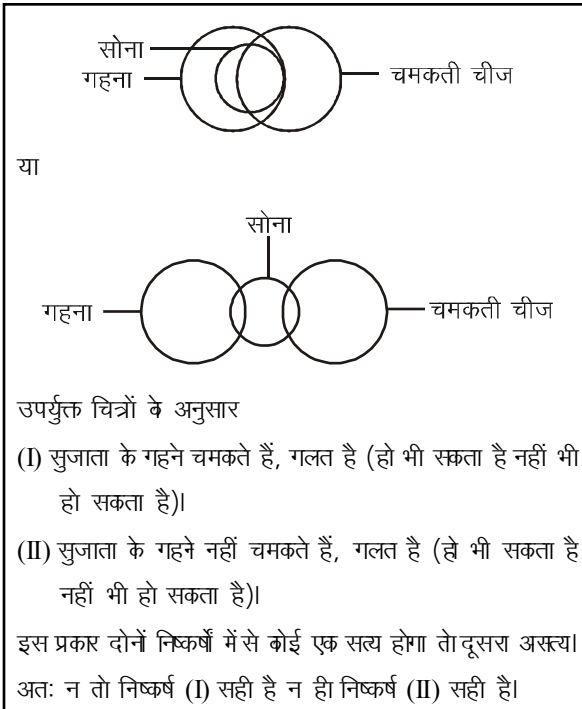 सोना
गहना
चमकती चीज
या
सोना
गहना
चमकती चीज
उपर्युक्त चित्रों के अनुसार
(I) सुजाता के गहने चमकते हैं, गलत है (हो भी सकता है नहीं भी
हो सकता है)।
(II) सुजाता के गहने नहीं चमकते हैं, गलत है (हो भी सकता है
नहीं भी हो सकता है)।
इस प्रकार दोनों निष्कर्षों में से कोई एक सत्य होगा तो दूसरा असत्य।
अतः न तो निष्कर्ष (I) सही है न ही निष्कर्ष (II) सही है।